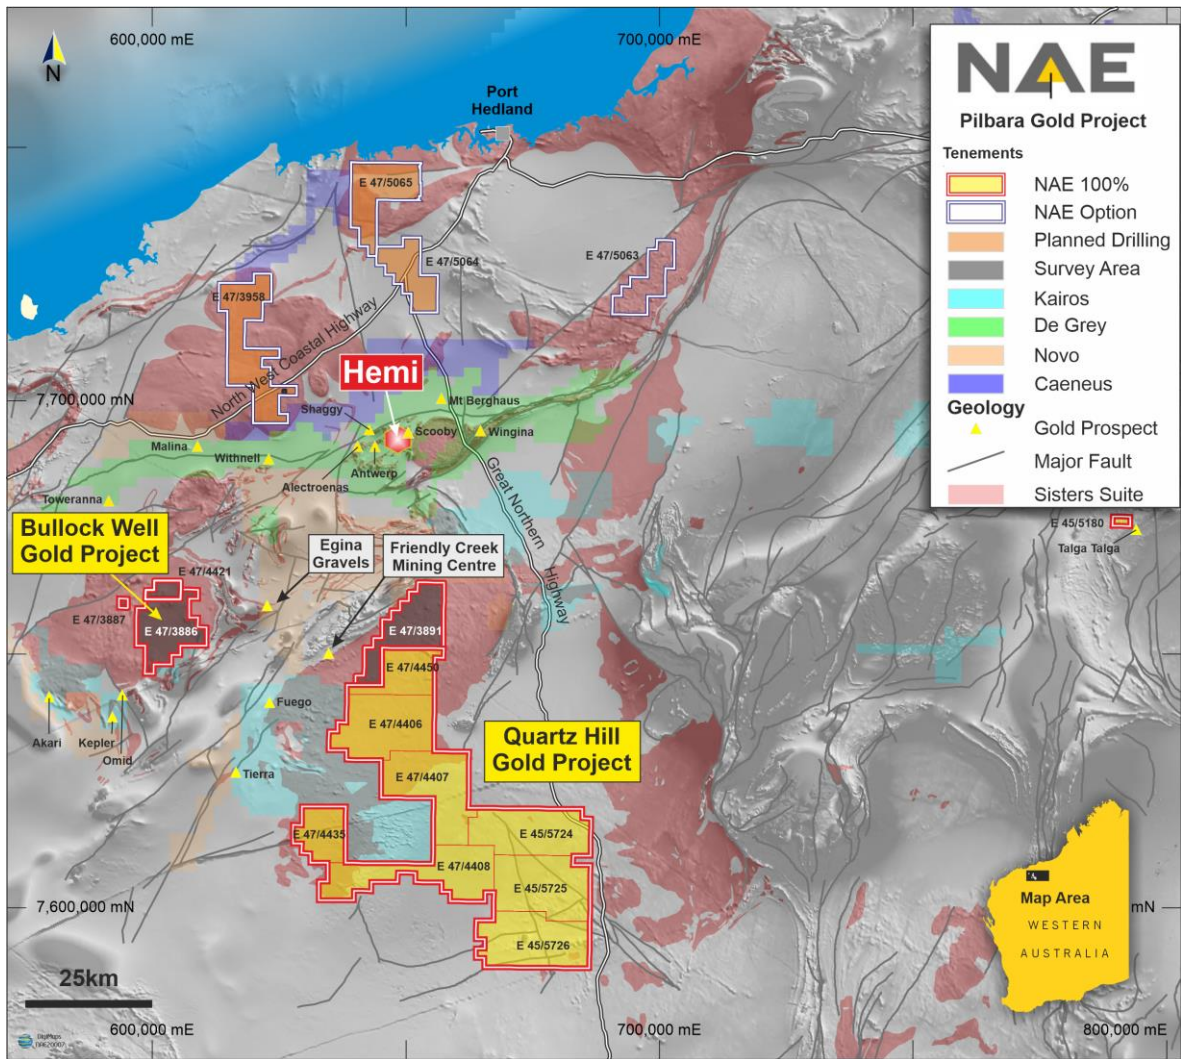 600,000 mE
700,000 mE
N
Port
Hedland
NAE
Pilbara Gold Project
Tenements
NAE 100%
NAE Option
Planned Drilling
Survey Area
Kairos
De Grey
Novo
Caeneus
Geology
Gold Prospect
Major Fault
Sisters Suite
E 47/5065
E 47/5064
E 47/5063
E 47/3958
North West Coastal Highway
Hemi
7,700,000 mN
Mt Berghaus
Shaggy
Scooby
Wingina
Malina
Withnell
Antwerp
Alectroenas
Great Northern
Highway
Toweranna
Bullock Well
Gold Project
Egina
Gravels
Friendly Creek
Mining Centre
E 45/5180
Talga Talga
E 47/4421
E 47/3887
E 47/3886
E 47/3891
E 47/4450
Fuego
E 47/4406
Akari
Kepler
Omid
Quartz Hill
Gold Project
Tierra
E 47/4407
E 47/4435
E 45/5724
E 47/4408
E 45/5725
E 45/5726
7,600,000 mN
mN
Map Area
WESTERN
AUSTRALIA
25km
600,000 mE
700,000 mE
800,000 mE
DigMaps